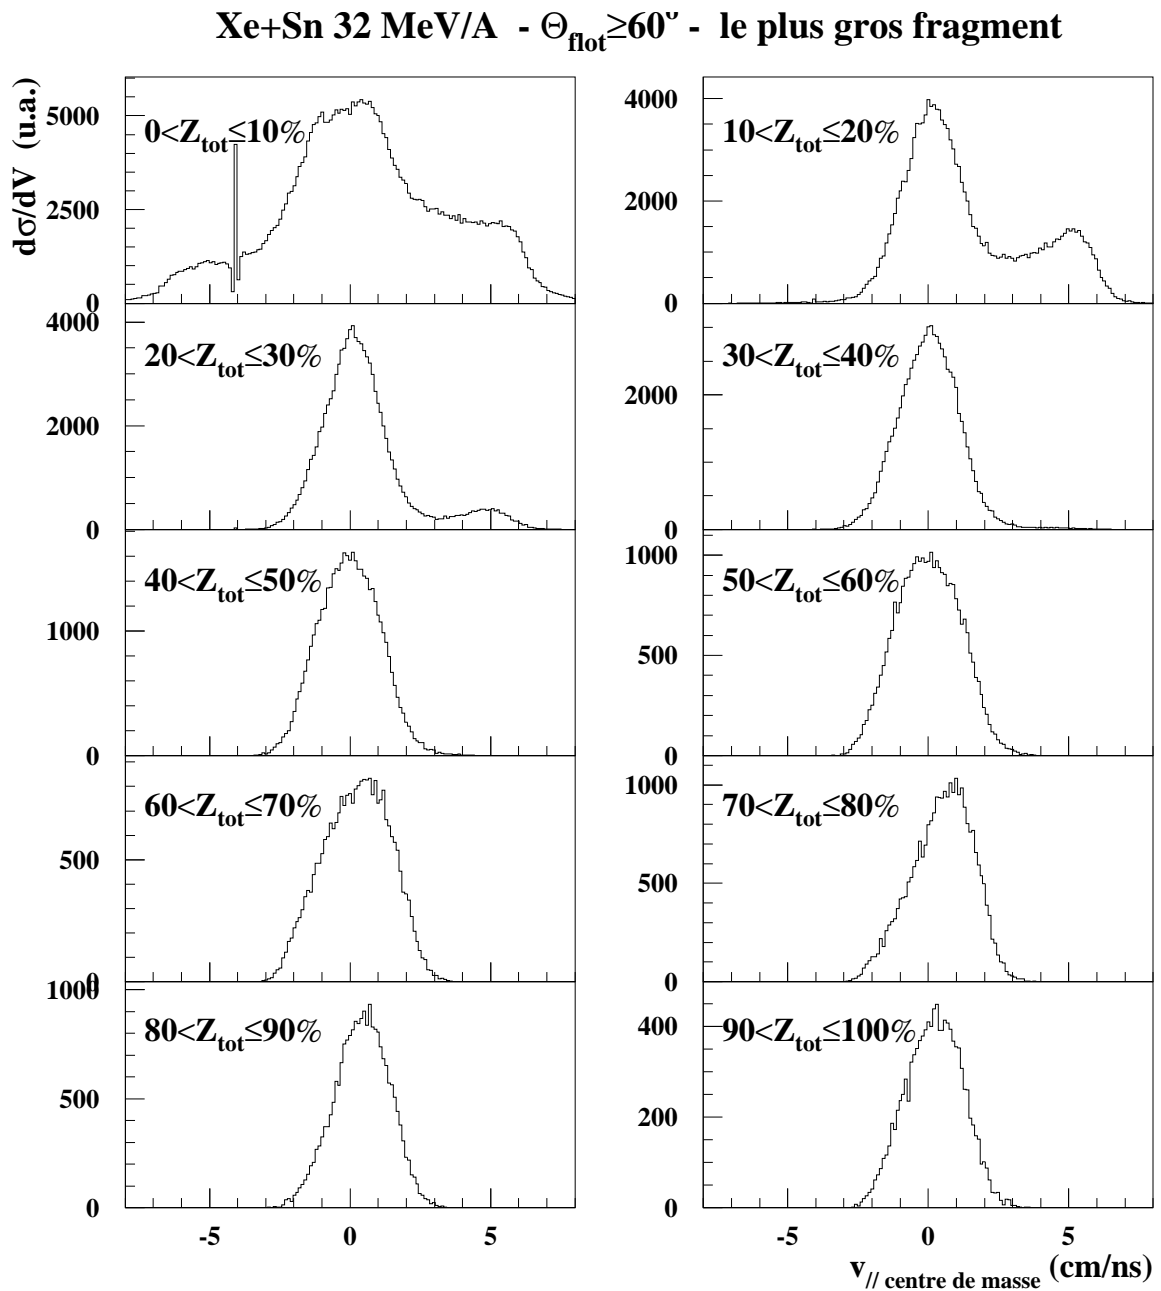 Xe+Sn 32 MeV/A - Θflot≥60° - le plus gros fragment
dσ/dV (u.a.)
0<Ztot≤10%
5000
2500
0
10<Ztot≤20%
4000
2000
0
20<Ztot≤30%
4000
2000
0
30<Ztot≤40%
2000
0
40<Ztot≤50%
1000
0
50<Ztot≤60%
1000
500
0
60<Ztot≤70%
500
0
70<Ztot≤80%
1000
500
0
80<Ztot≤90%
1000
500
0
-5 0 5
90<Ztot≤100%
400
200
0
-5 0 5
v// centre de masse (cm/ns)